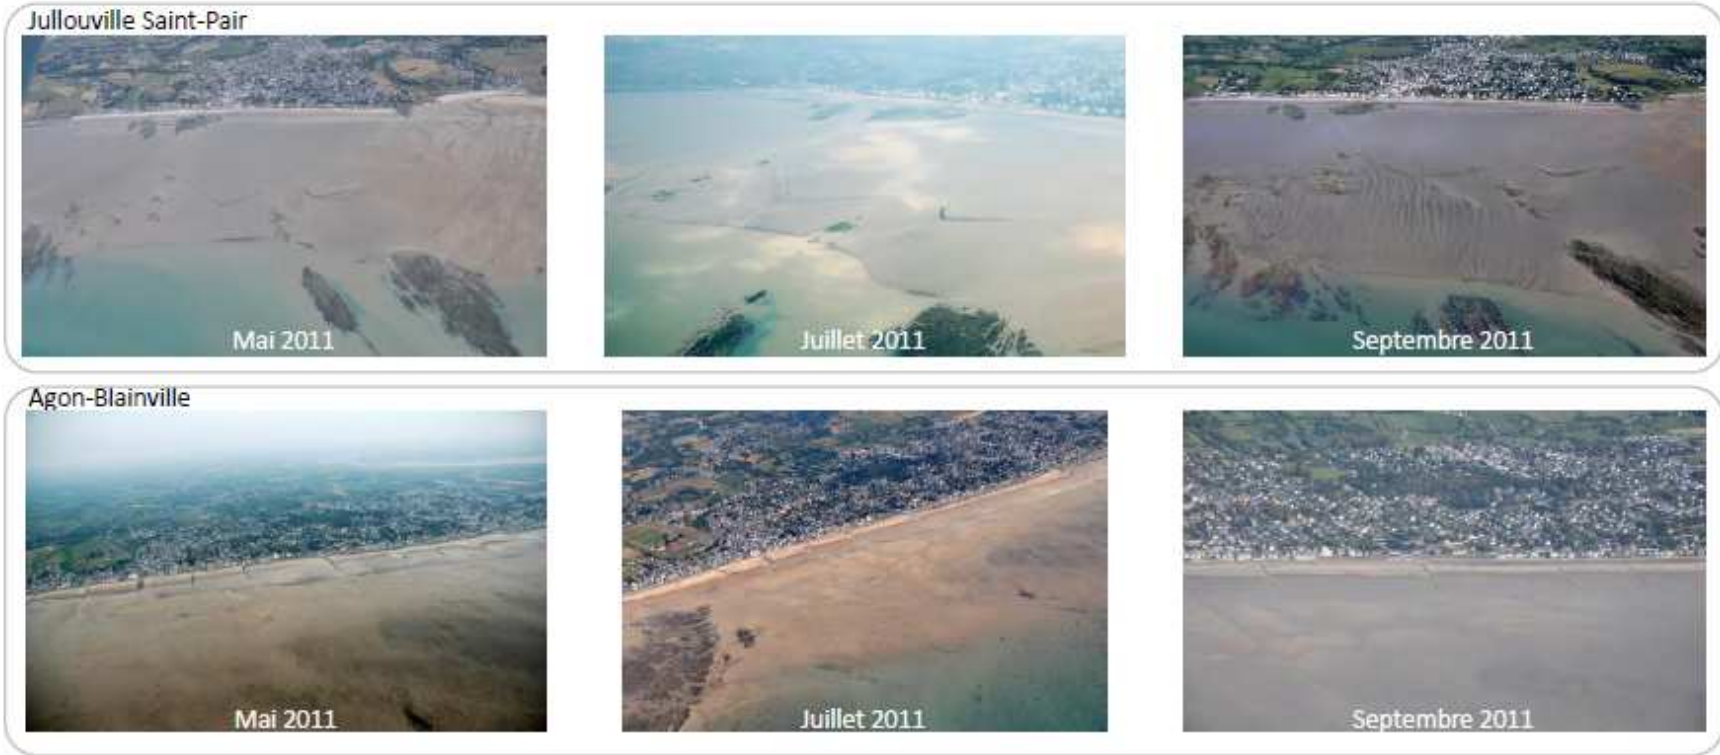 Jullouville Saint-Pair
Mai 2011
Juillet 2011
Septembre 2011
Agon-Blainville
Mai 2011
Juillet 2011
Septembre 2011